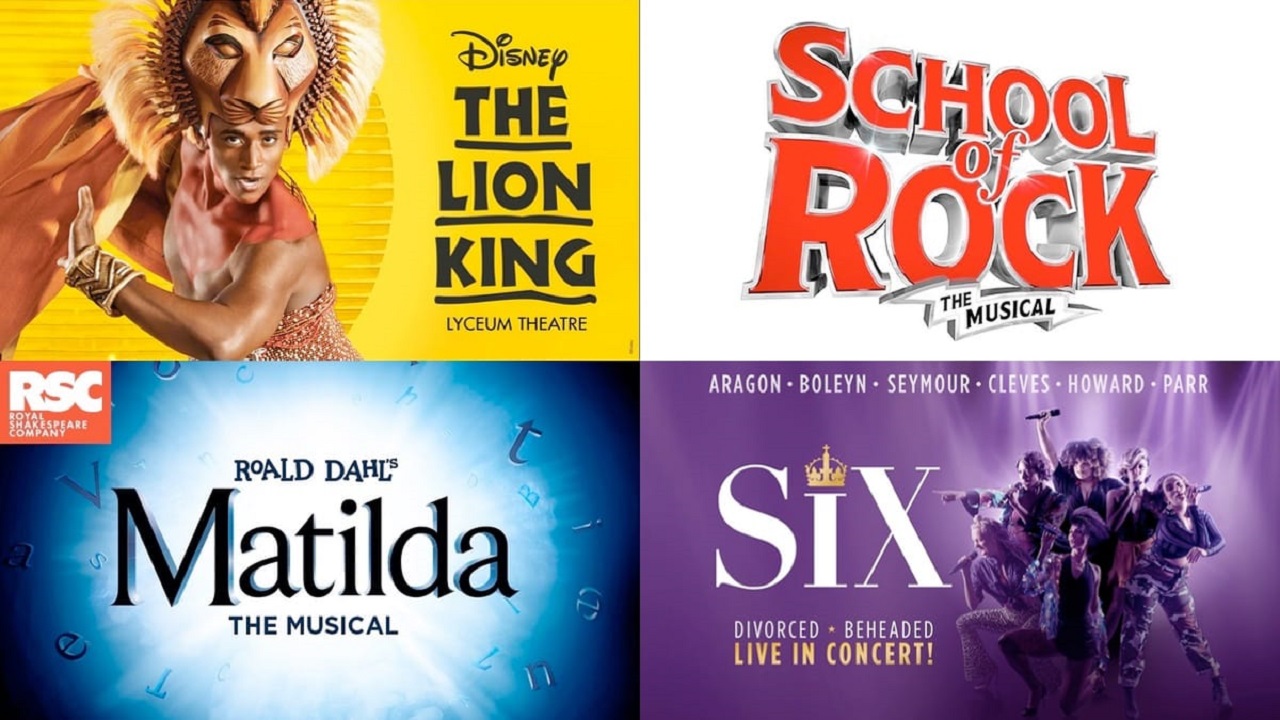 Disney
THE
LION
KING
LYCEUM THEATRE
SCHOOL
of
ROCK
THE
MUSICAL
RSC
ROYAL
SHAKESPEARE
COMPANY
ROALD DAHL'S
Matilda
THE MUSICAL
ARAGON · BOLEYN · SEYMOUR · CLEVES · HOWARD · PARR
SiX
DIVORCED ★ BEHEADED
LIVE IN CONCERT!